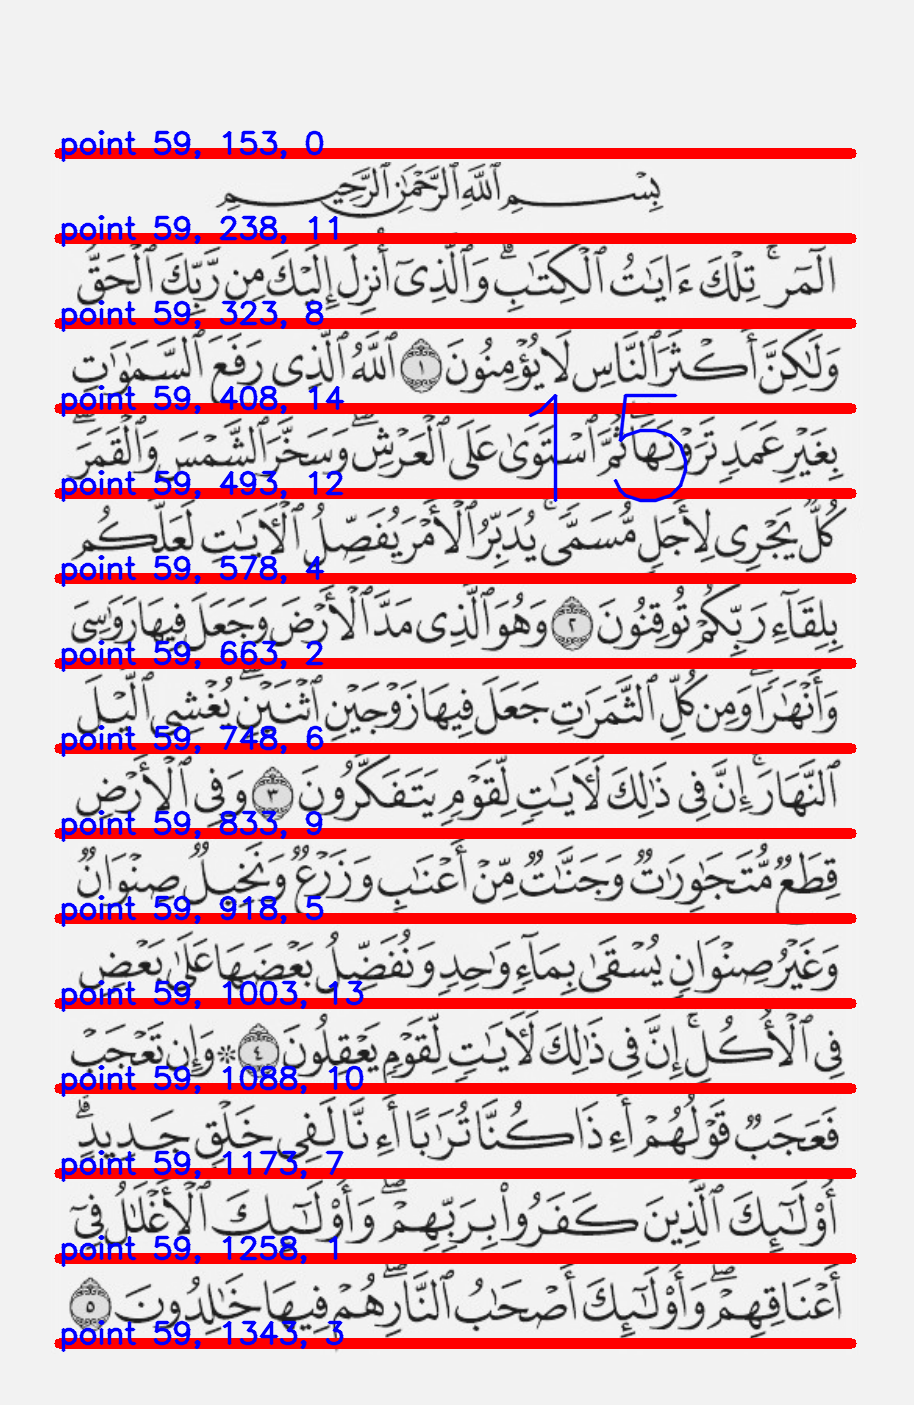 point 59, 153, 0
بِسْمِ ٱللَّهِ ٱلرَّحْمَٰنِ ٱلرَّحِيمِ
point 59, 238, 11
الٓمٓر ۚ تِلْكَ ءَايَٰتُ ٱلْكِتَٰبِ ۗ وَٱلَّذِىٓ أُنزِلَ إِلَيْكَ مِن رَّبِّكَ ٱلْحَقُّ
point 59, 323, 8
وَلَٰكِنَّ أَكْثَرَ ٱلنَّاسِ لَا يُؤْمِنُونَ ١ ٱللَّهُ ٱلَّذِى رَفَعَ ٱلسَّمَٰوَٰتِ
point 59, 408, 14
15
بِغَيْرِ عَمَدٍ تَرَوْنَهَا ۖ ثُمَّ ٱسْتَوَىٰ عَلَى ٱلْعَرْشِ ۖ وَسَخَّرَ ٱلشَّمْسَ وَٱلْقَمَرَ ۖ
point 59, 493, 12
كُلٌّ يَجْرِى لِأَجَلٍ مُّسَمًّى ۚ يُدَبِّرُ ٱلْأَمْرَ يُفَصِّلُ ٱلْءَايَٰتِ لَعَلَّكُم
point 59, 578, 4
بِلِقَآءِ رَبِّكُمْ تُوقِنُونَ ٢ وَهُوَ ٱلَّذِى مَدَّ ٱلْأَرْضَ وَجَعَلَ فِيهَا رَوَٰسِىَ
point 59, 663, 2
وَأَنْهَٰرًا ۖ وَمِن كُلِّ ٱلثَّمَرَٰتِ جَعَلَ فِيهَا زَوْجَيْنِ ٱثْنَيْنِ ۖ يُغْشِى ٱلَّيْلَ
point 59, 748, 6
ٱلنَّهَارَ ۚ إِنَّ فِى ذَٰلِكَ لَءَايَٰتٍ لِّقَوْمٍ يَتَفَكَّرُونَ ٣ وَفِى ٱلْأَرْضِ
point 59, 833, 9
قِطَعٌ مُّتَجَٰوِرَٰتٌ وَجَنَّٰتٌ مِّنْ أَعْنَٰبٍ وَزَرْعٌ وَنَخِيلٌ صِنْوَانٌ
point 59, 918, 5
وَغَيْرُ صِنْوَانٍ يُسْقَىٰ بِمَآءٍ وَٰحِدٍ وَنُفَضِّلُ بَعْضَهَا عَلَىٰ بَعْضٍ
point 59, 1003, 13
فِى ٱلْأُكُلِ ۚ إِنَّ فِى ذَٰلِكَ لَءَايَٰتٍ لِّقَوْمٍ يَعْقِلُونَ ٤ ۞ وَإِن تَعْجَبْ
point 59, 1088, 10
فَعَجَبٌ قَوْلُهُمْ أَءِذَا كُنَّا تُرَٰبًا أَءِنَّا لَفِى خَلْقٍ جَدِيدٍ ۗ
point 59, 1173, 7
أُو۟لَٰٓئِكَ ٱلَّذِينَ كَفَرُوا۟ بِرَبِّهِمْ ۖ وَأُو۟لَٰٓئِكَ ٱلْأَغْلَٰلُ فِىٓ
point 59, 1258, 1
أَعْنَاقِهِمْ ۖ وَأُو۟لَٰٓئِكَ أَصْحَٰبُ ٱلنَّارِ ۖ هُمْ فِيهَا خَٰلِدُونَ ٥
point 59, 1343, 3